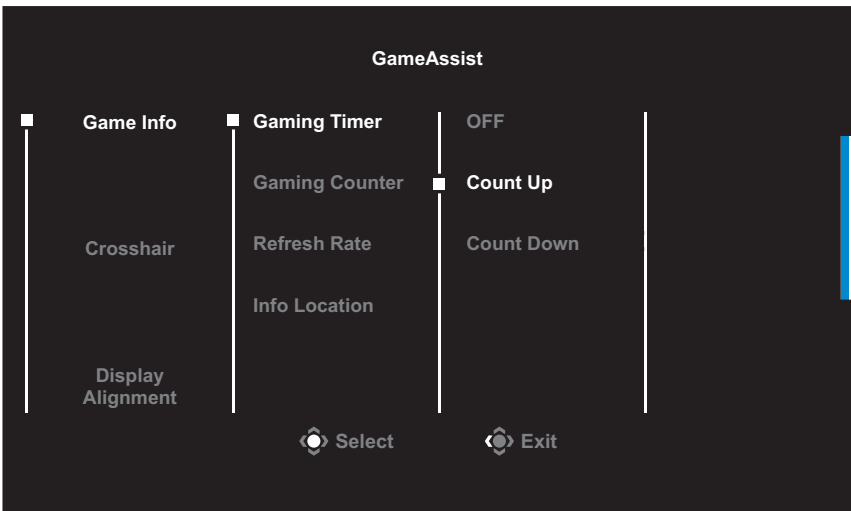 GameAssist
Game Info
Crosshair
Display
Alignment
Gaming Timer
Gaming Counter
Refresh Rate
Info Location
OFF
Count Up
Count Down
Select
Exit